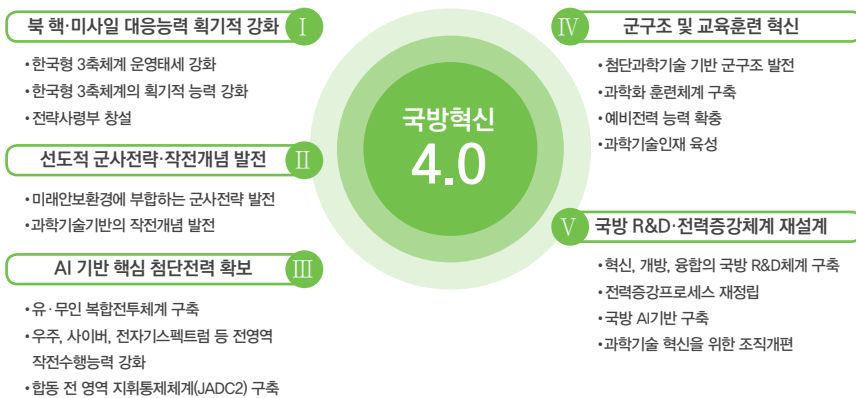 북 핵·미사일 대응능력 획기적 강화 Ⅰ
•한국형 3축체계 운영태세 강화
•한국형 3축체계의 획기적 능력 강화
•전략사령부 창설
선도적 군사전략·작전개념 발전 Ⅱ
•미래안보환경에 부합하는 군사전략 발전
•과학기술기반의 작전개념 발전
AI 기반 핵심 첨단전력 확보 Ⅲ
•유·무인 복합전투체계 구축
•우주, 사이버, 전자기스펙트럼 등 전영역
작전수행능력 강화
•합동 전 영역 지휘통제체계(JADC2) 구축
국방혁신
4.0
Ⅳ 군구조 및 교육훈련 혁신
•첨단과학기술 기반 군구조 발전
•과학화 훈련체계 구축
•예비전력 능력 확충
•과학기술인재 육성
Ⅴ 국방 R&D·전력증강체계 재설계
•혁신, 개방, 융합의 국방 R&D체계 구축
•전력증강프로세스 재정립
•국방 AI기반 구축
•과학기술 혁신을 위한 조직개편